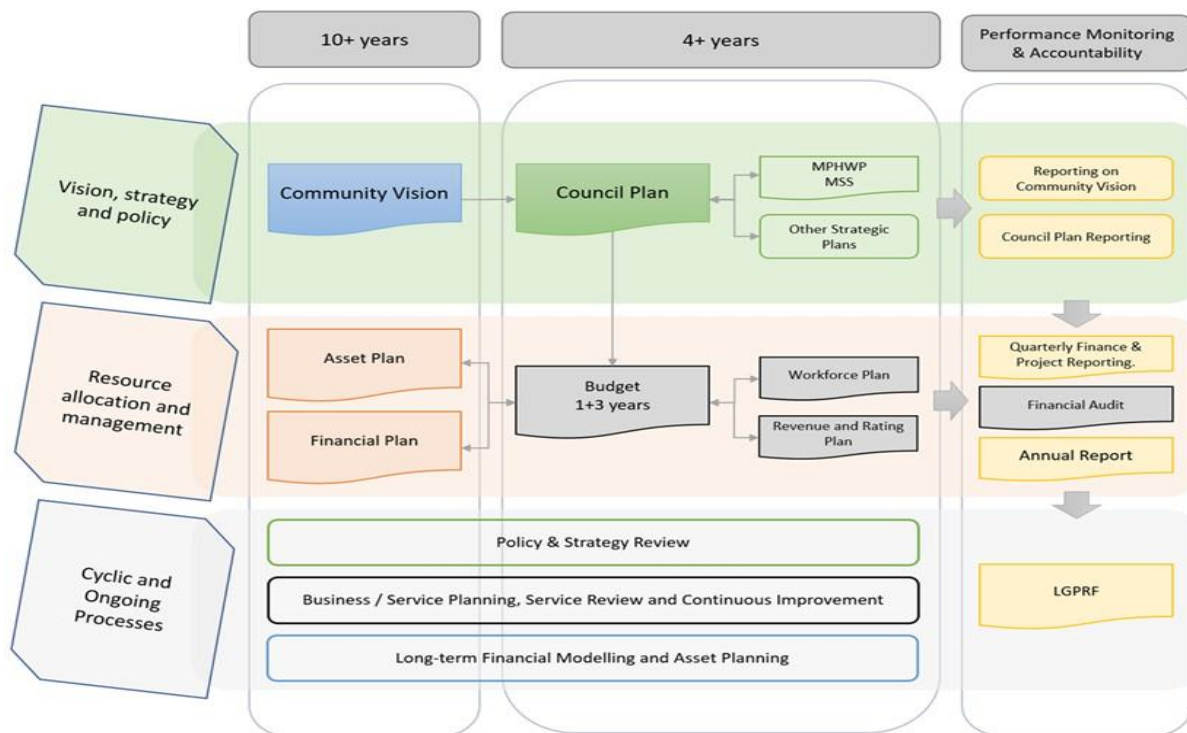 10+ years
4+ years
Performance Monitoring
& Accountability
Vision, strategy
and policy
Community Vision
Council Plan
MPHWP
MSS
Other Strategic
Plans
Reporting on
Community Vision
Council Plan Reporting
Resource
allocation and
management
Asset Plan
Financial Plan
Budget
1+3 years
Workforce Plan
Revenue and Rating
Plan
Quarterly Finance &
Project Reporting.
Financial Audit
Annual Report
Cyclic and
Ongoing
Processes
Policy & Strategy Review
Business / Service Planning, Service Review and Continuous Improvement
Long-term Financial Modelling and Asset Planning
LGPRF